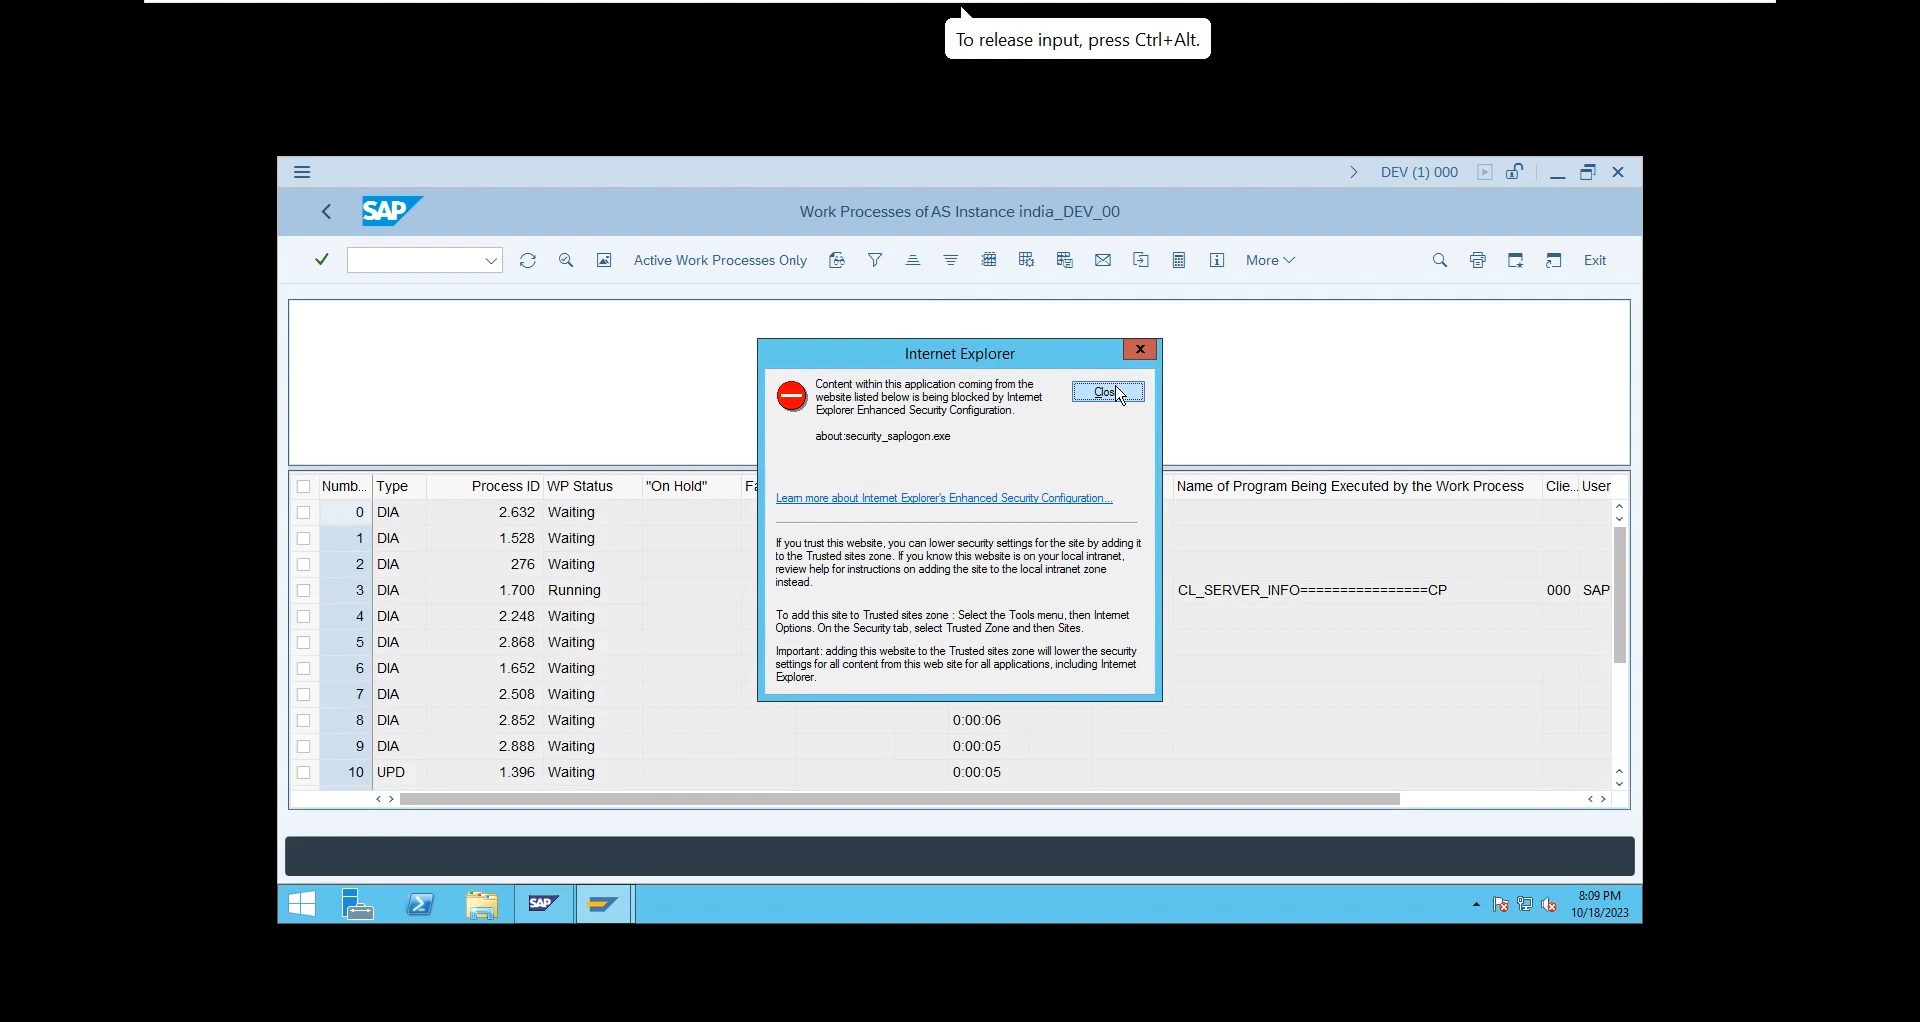 To release input, press Ctrl+Alt.
DEV (1) 000
SAP
Work Processes of AS Instance india_DEV_00
Active Work Processes Only
More
Exit
Internet Explorer
x
Content within this application coming from the
website listed below is being blocked by Internet
Explorer Enhanced Security Configuration.
about:security_saplogon.exe
Learn more about Internet Explorer's Enhanced Security Configuration...
If you trust this website, you can lower security settings for the site by adding it
to the Trusted sites zone. If you know this website is on your local intranet,
review help for instructions on adding the site to the local intranet zone
instead.
To add this site to Trusted sites zone : Select the Tools menu, then Internet
Options. On the Security tab, select Trusted Zone and then Sites.
Important: adding this website to the Trusted sites zone will lower the security
settings for all content from this web site for all applications, including Internet
Explorer.
Numb... Type Process ID WP Status "On Hold" Name of Program Being Executed by the Work Process Clie... User
0 DIA 2.632 Waiting
1 DIA 1.528 Waiting
2 DIA 276 Waiting
3 DIA 1.700 Running CL_SERVER_INFO================CP 000 SAP
4 DIA 2.248 Waiting
5 DIA 2.868 Waiting
6 DIA 1.652 Waiting
7 DIA 2.508 Waiting
8 DIA 2.852 Waiting 0:00:06
9 DIA 2.888 Waiting 0:00:05
10 UPD 1.396 Waiting 0:00:05
SAP
8:09 PM
10/18/2023